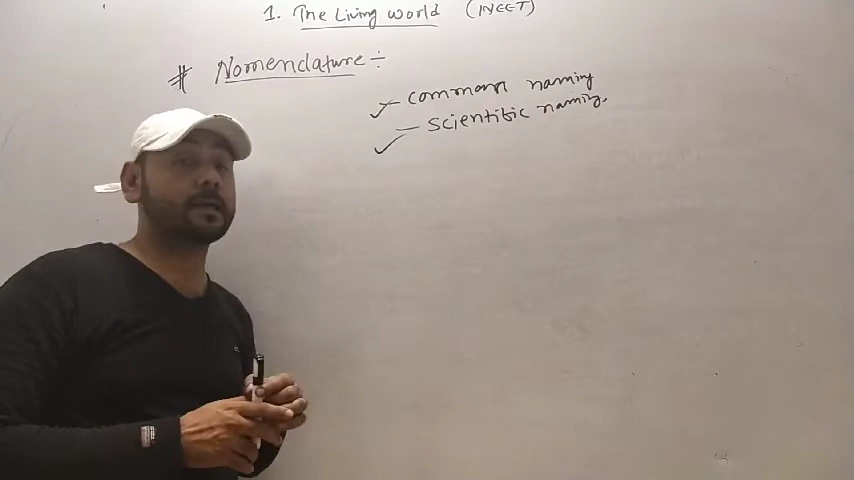 1. The Living world (NEET)
# Nomenclature ÷
✓ – common naming
✓ – Scientific naming.